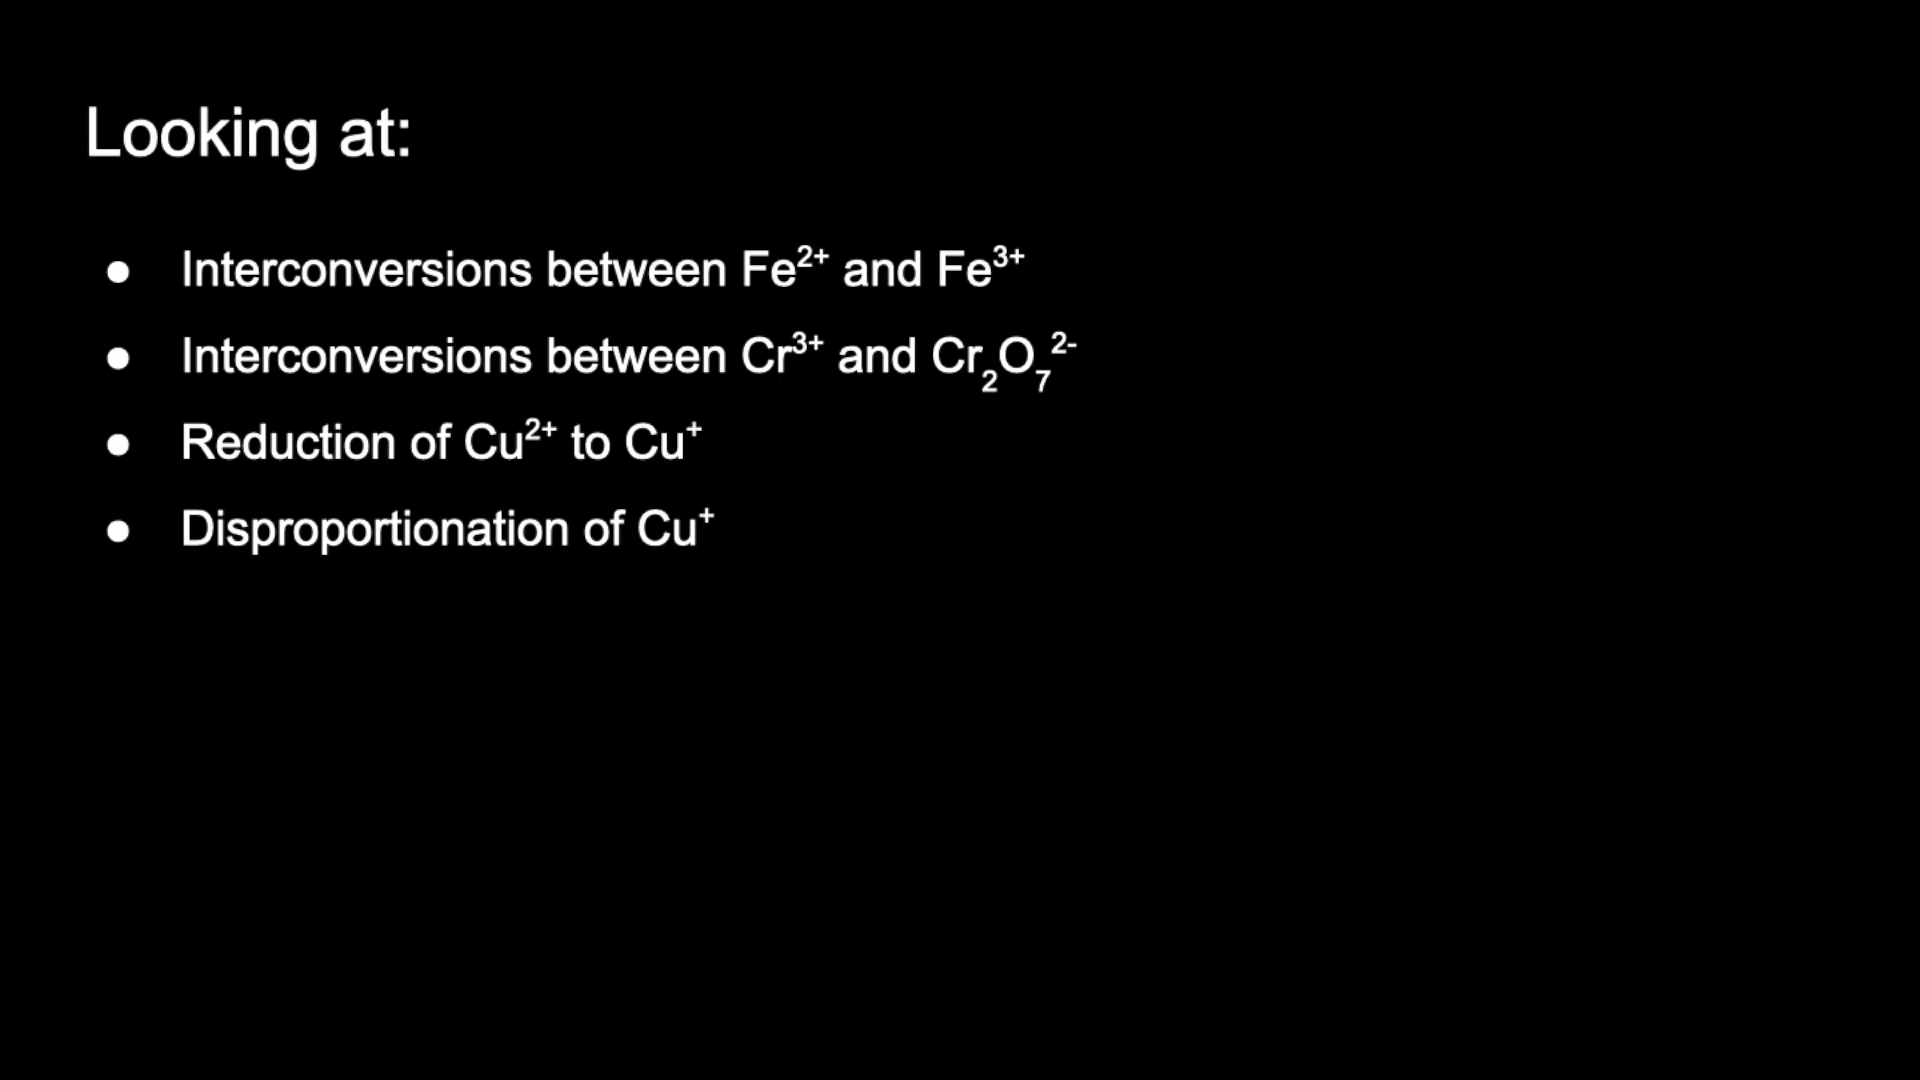 Looking at:
● Interconversions between Fe²⁺ and Fe³⁺
● Interconversions between Cr³⁺ and Cr₂O₇²⁻
● Reduction of Cu²⁺ to Cu⁺
● Disproportionation of Cu⁺